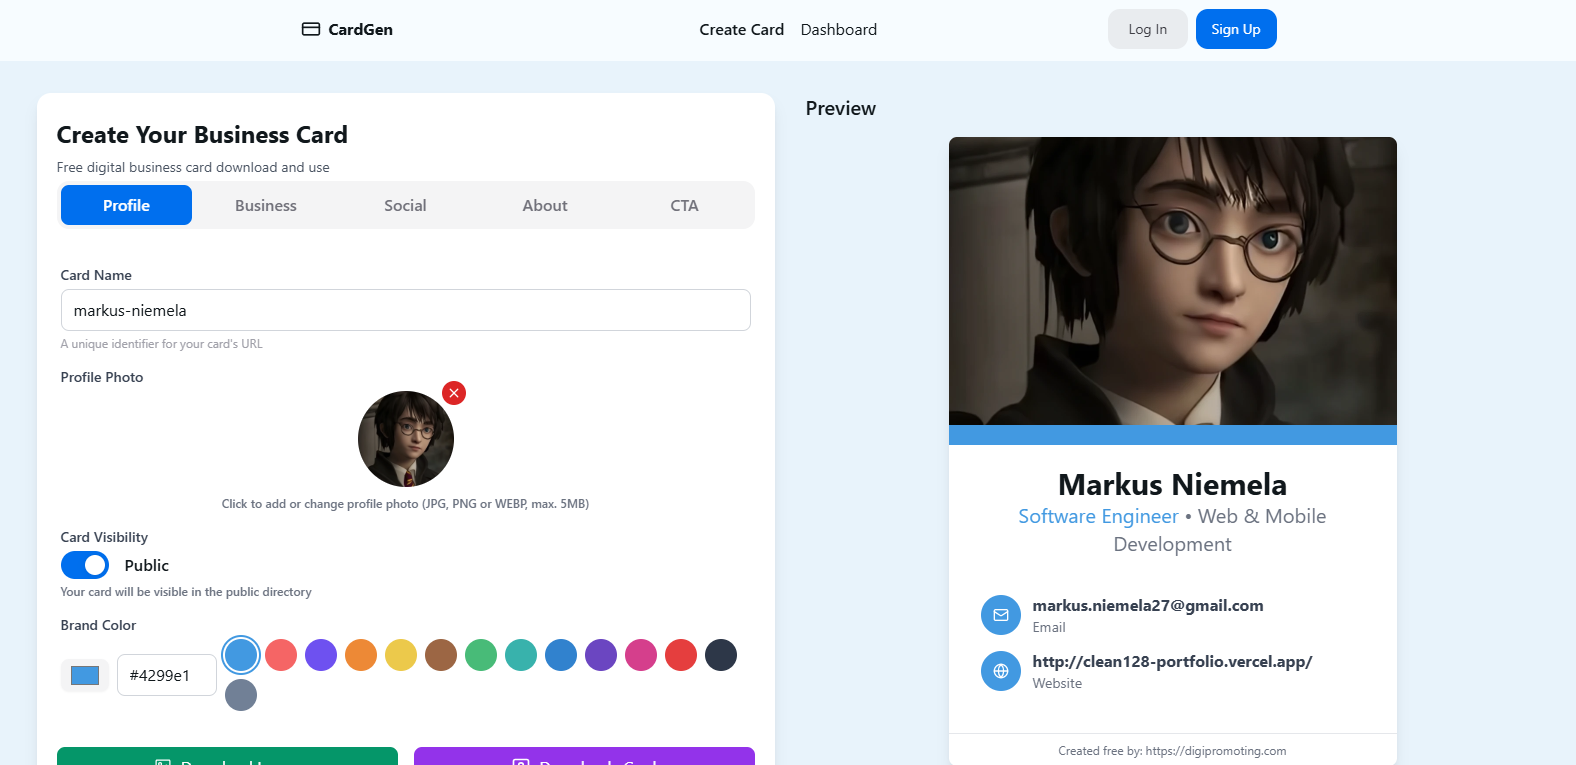 CardGen
Create Card
Dashboard
Log In
Sign Up
Create Your Business Card
Free digital business card download and use
Profile
Business
Social
About
CTA
Card Name
markus-niemela
A unique identifier for your card's URL
Profile Photo
Click to add or change profile photo (JPG, PNG or WEBP, max. 5MB)
Card Visibility
Public
Your card will be visible in the public directory
Brand Color
#4299e1
Preview
Markus Niemela
Software Engineer • Web & Mobile
Development
markus.niemela27@gmail.com
Email
http://clean128-portfolio.vercel.app/
Website
Created free by: https://digipromoting.com